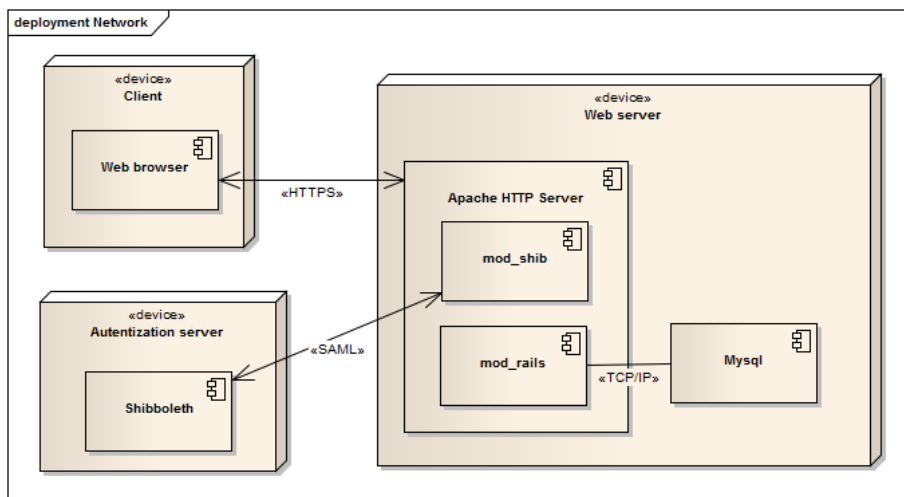 deployment Network
«device»
Client
Web browser
«HTTPS»
«device»
Web server
Apache HTTP Server
mod_shib
«device»
Autentization server
«SAML»
Shibboleth
mod_rails
«TCP/IP»
Mysql